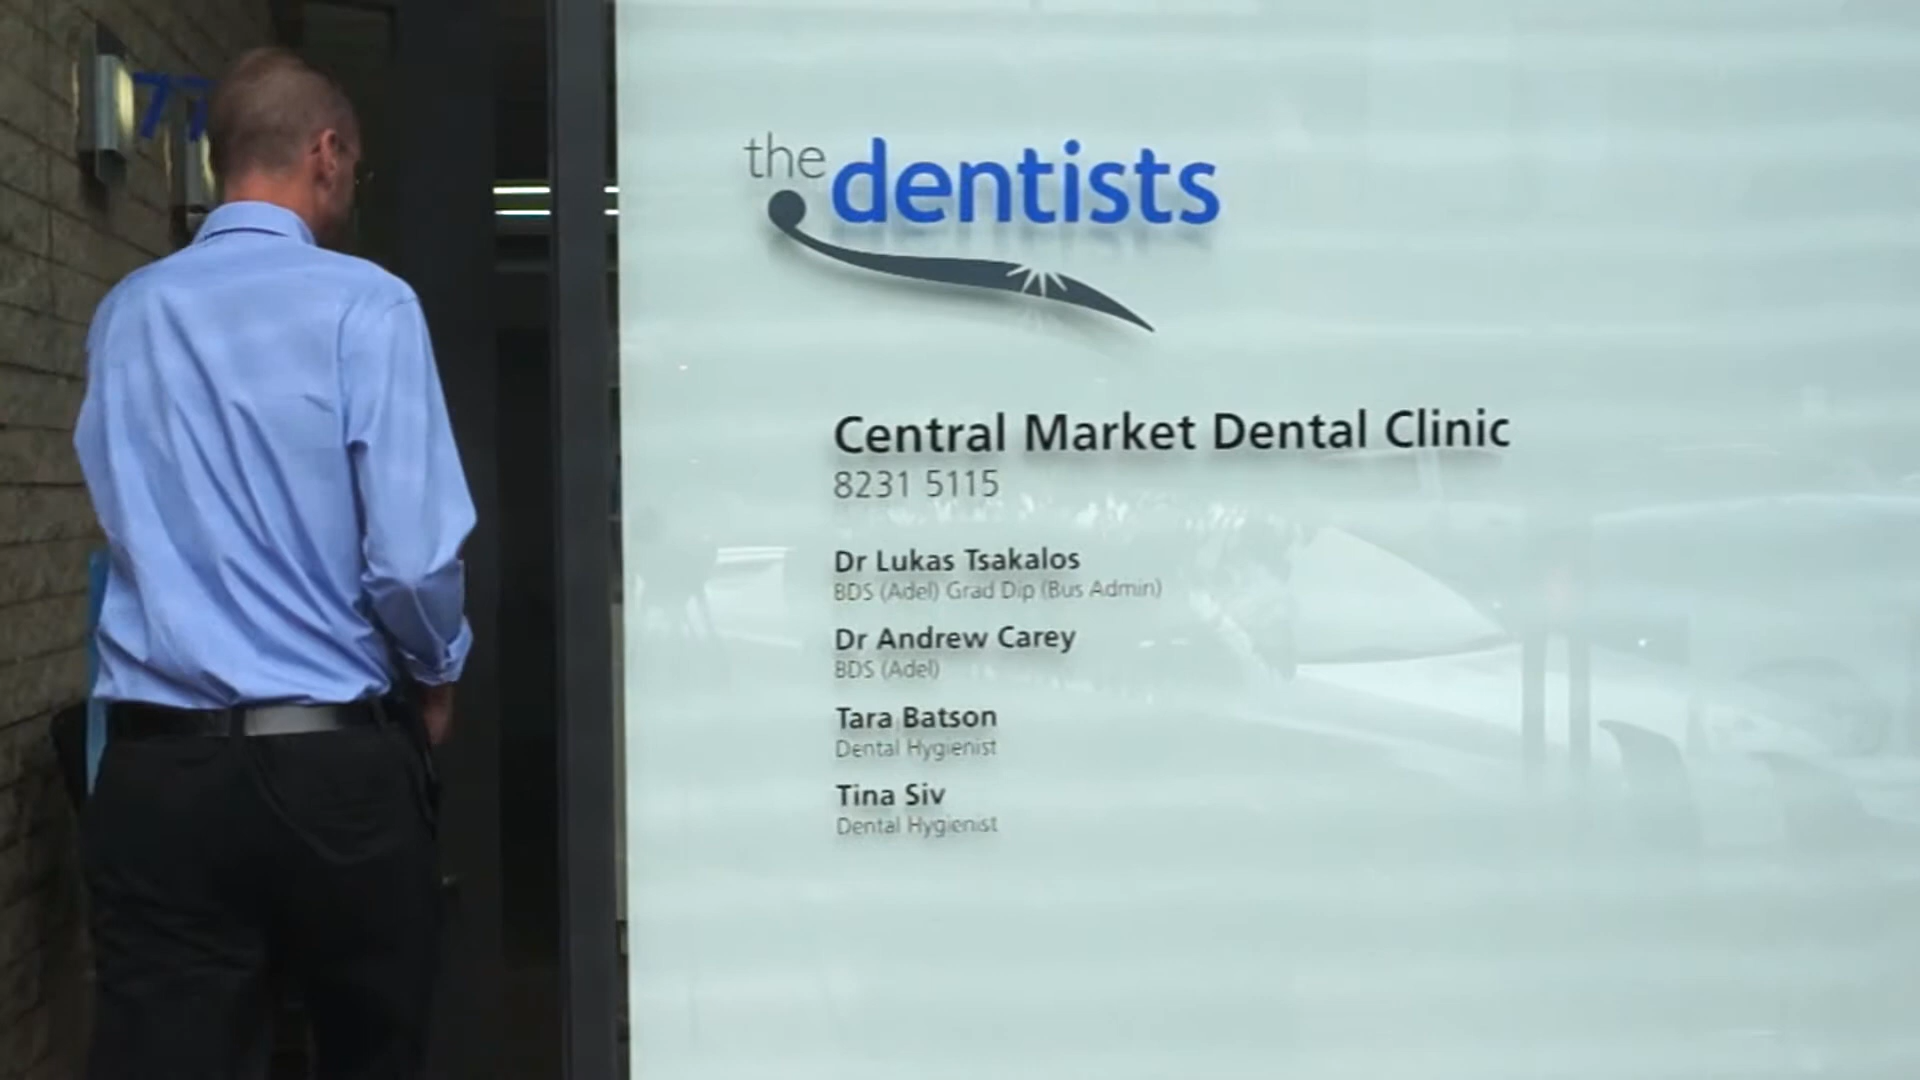 77
the dentists
Central Market Dental Clinic
8231 5115
Dr Lukas Tsakalos
BDS (Adel) Grad Dip (Bus Admin)
Dr Andrew Carey
BDS (Adel)
Tara Batson
Dental Hygienist
Tina Siv
Dental Hygienist